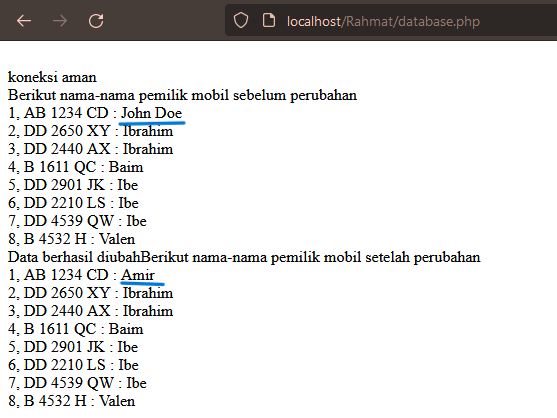 localhost/Rahmat/database.php
koneksi aman
Berikut nama-nama pemilik mobil sebelum perubahan
1, AB 1234 CD : John Doe
2, DD 2650 XY : Ibrahim
3, DD 2440 AX : Ibrahim
4, B 1611 QC : Baim
5, DD 2901 JK : Ibe
6, DD 2210 LS : Ibe
7, DD 4539 QW : Ibe
8, B 4532 H : Valen
Data berhasil diubahBerikut nama-nama pemilik mobil setelah perubahan
1, AB 1234 CD : Amir
2, DD 2650 XY : Ibrahim
3, DD 2440 AX : Ibrahim
4, B 1611 QC : Baim
5, DD 2901 JK : Ibe
6, DD 2210 LS : Ibe
7, DD 4539 QW : Ibe
8, B 4532 H : Valen